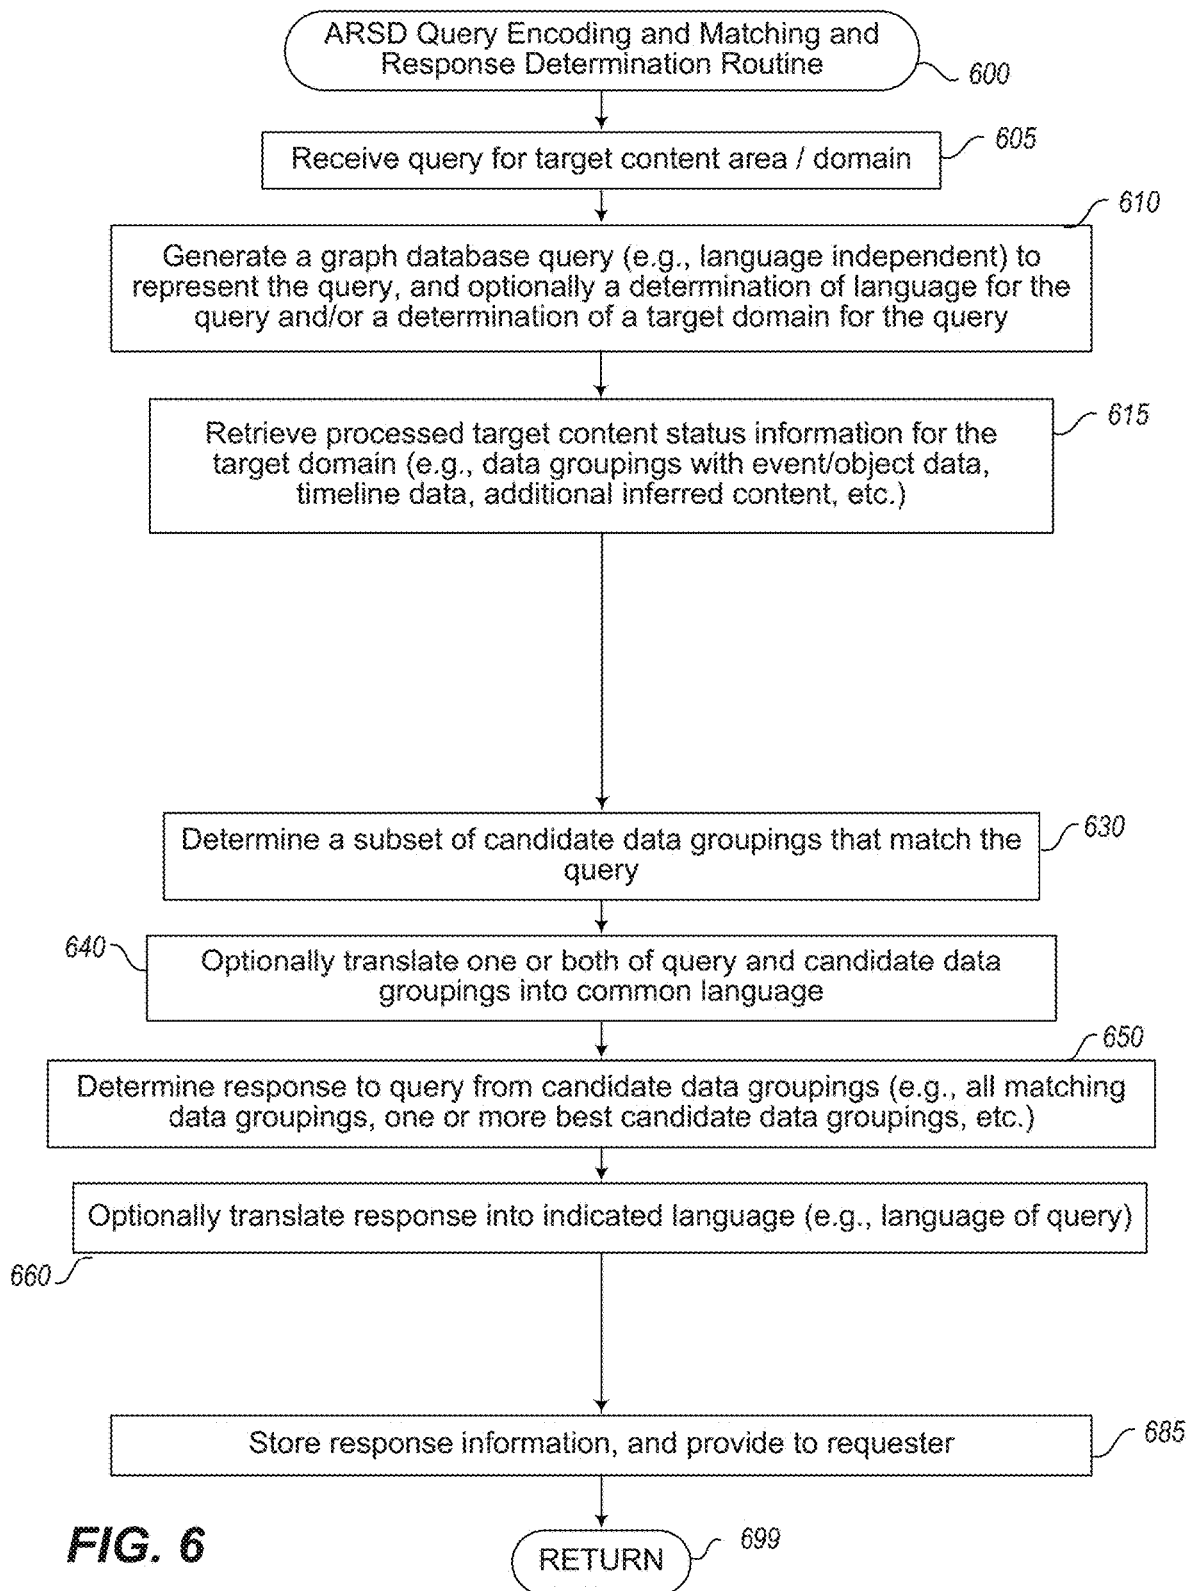 ARSD Query Encoding and Matching and
Response Determination Routine
600
605
Receive query for target content area / domain
610
Generate a graph database query (e.g., language independent) to
represent the query, and optionally a determination of language for the
query and/or a determination of a target domain for the query
615
Retrieve processed target content status information for the
target domain (e.g., data groupings with event/object data,
timeline data, additional inferred content, etc.)
630
Determine a subset of candidate data groupings that match the
query
640
Optionally translate one or both of query and candidate data
groupings into common language
650
Determine response to query from candidate data groupings (e.g., all matching
data groupings, one or more best candidate data groupings, etc.)
Optionally translate response into indicated language (e.g., language of query)
660
685
Store response information, and provide to requester
FIG. 6
RETURN
699